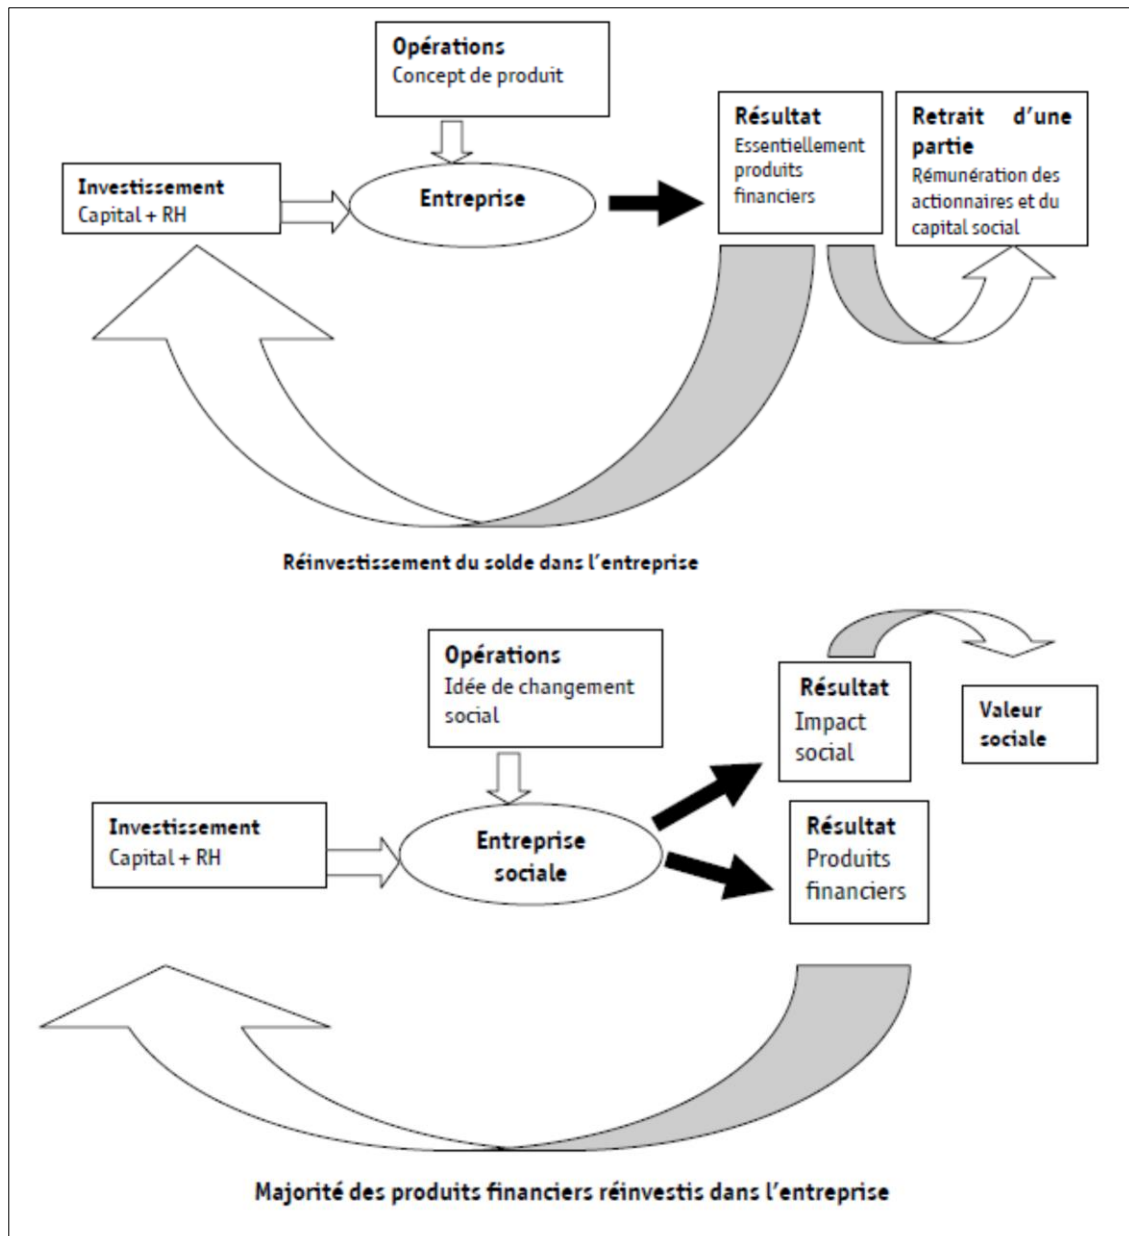 Opérations
Concept de produit
Résultat
Essentiellement
produits
financiers
Retrait d'une
partie
Rémunération des
actionnaires et du
capital social
Investissement
Capital + RH
Entreprise
Réinvestissement du solde dans l'entreprise
Opérations
Idée de changement
social
Résultat
Impact
social
Valeur
sociale
Investissement
Capital + RH
Entreprise
sociale
Résultat
Produits
financiers
Majorité des produits financiers réinvestis dans l'entreprise